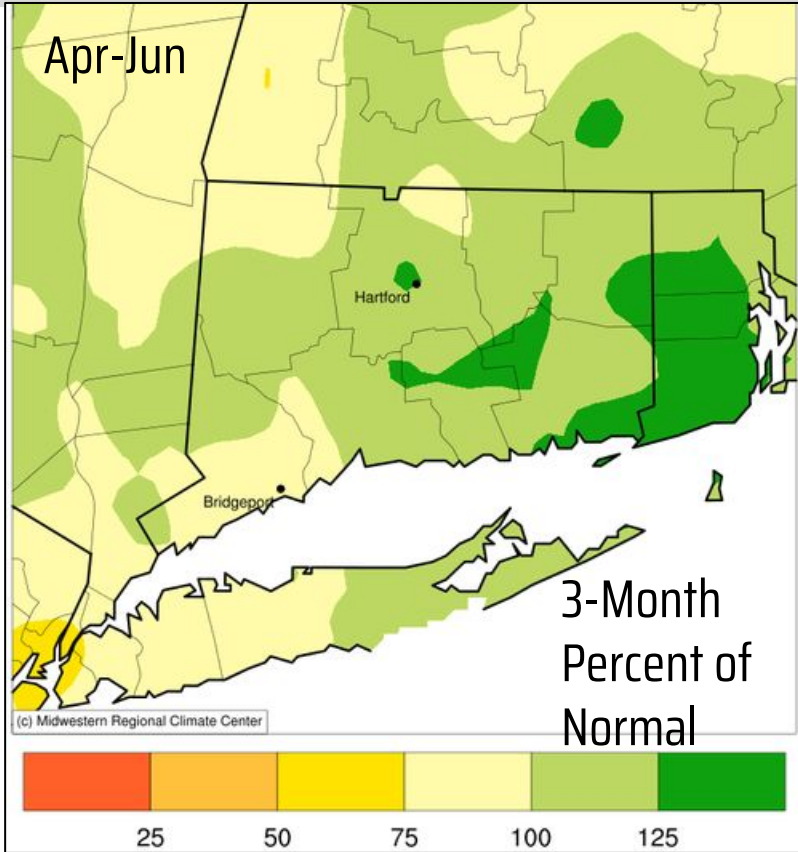 Apr-Jun
Hartford
Bridgeport
3-Month
Percent of
Normal
(c) Midwestern Regional Climate Center
25 50 75 100 125